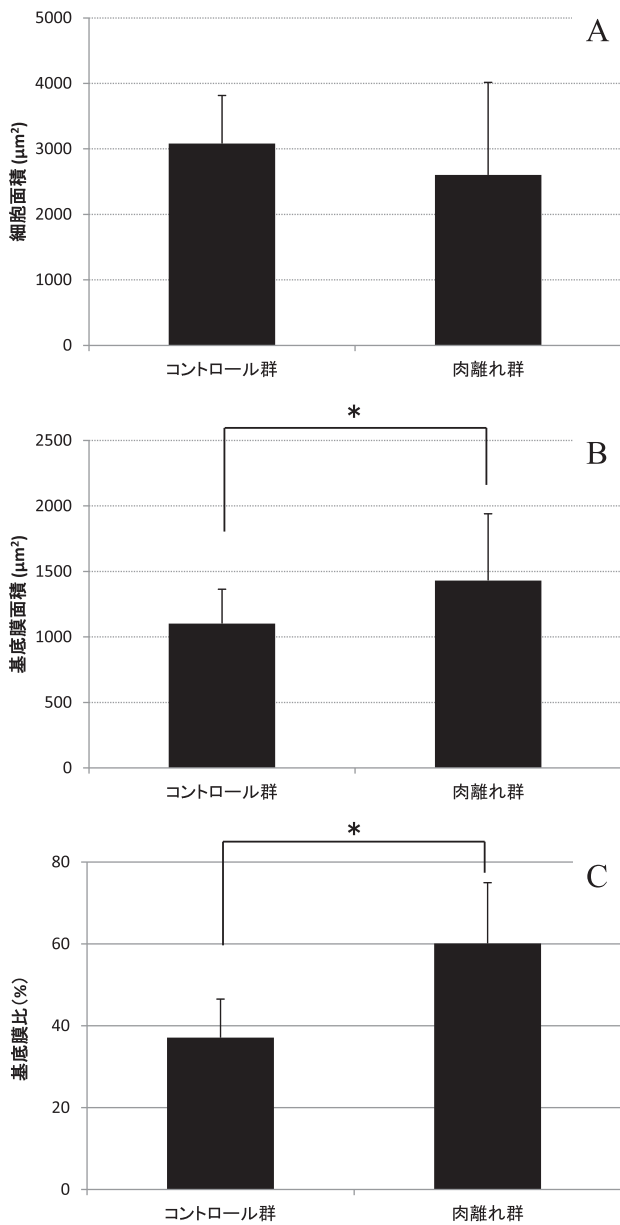 A
5000
4000
3000
2000
1000
0
細胞面積 (μm²)
コントロール群 肉離れ群
*
B
2500
2000
1500
1000
500
0
基底膜面積 (μm²)
コントロール群 肉離れ群
*
C
80
60
40
20
0
基底膜比(%)
コントロール群 肉離れ群